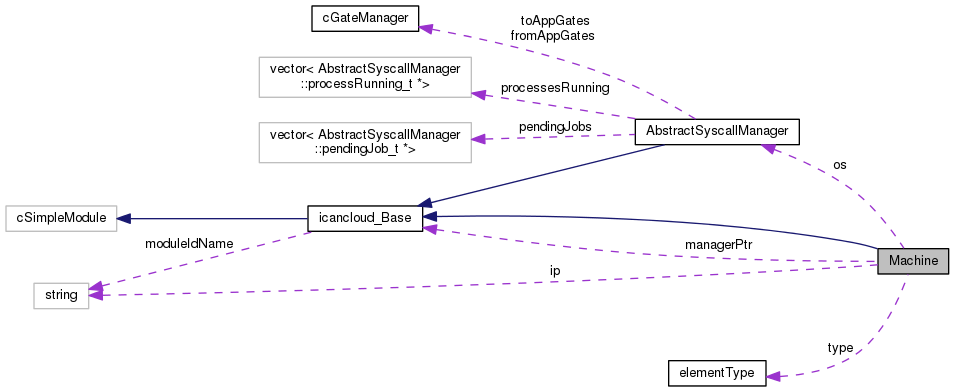 cGateManager
toAppGates
fromAppGates
vector< AbstractSyscallManager
::processRunning_t *>
processesRunning
vector< AbstractSyscallManager
::pendingJob_t *>
pendingJobs
AbstractSyscallManager
os
cSimpleModule
icancloud_Base
moduleIdName
managerPtr
Machine
string
ip
type
elementType